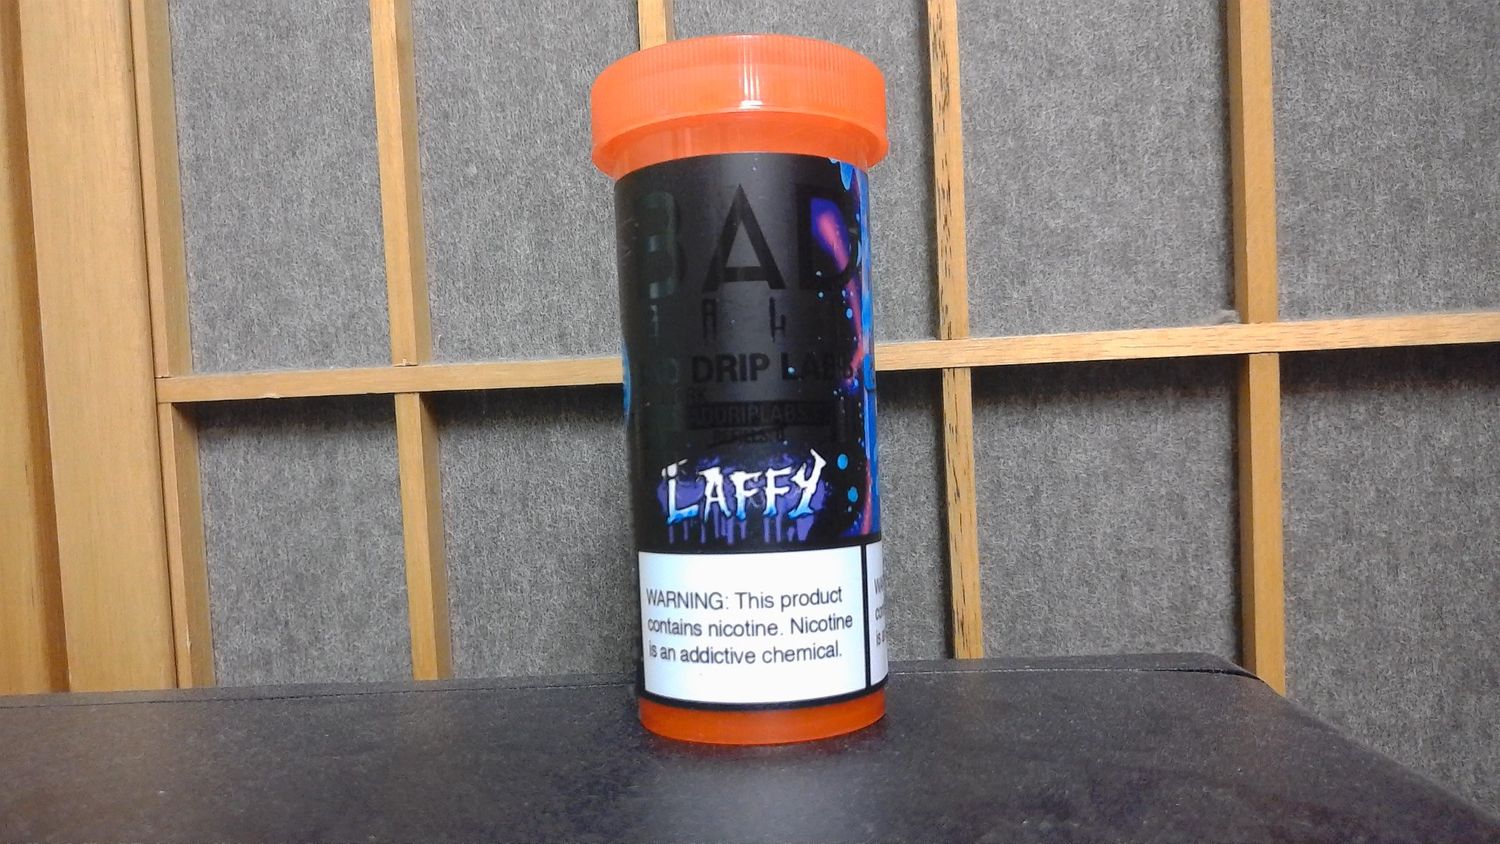 BAD
DRIP LABS
LAFFY
WARNING: This product
contains nicotine. Nicotine
is an addictive chemical.